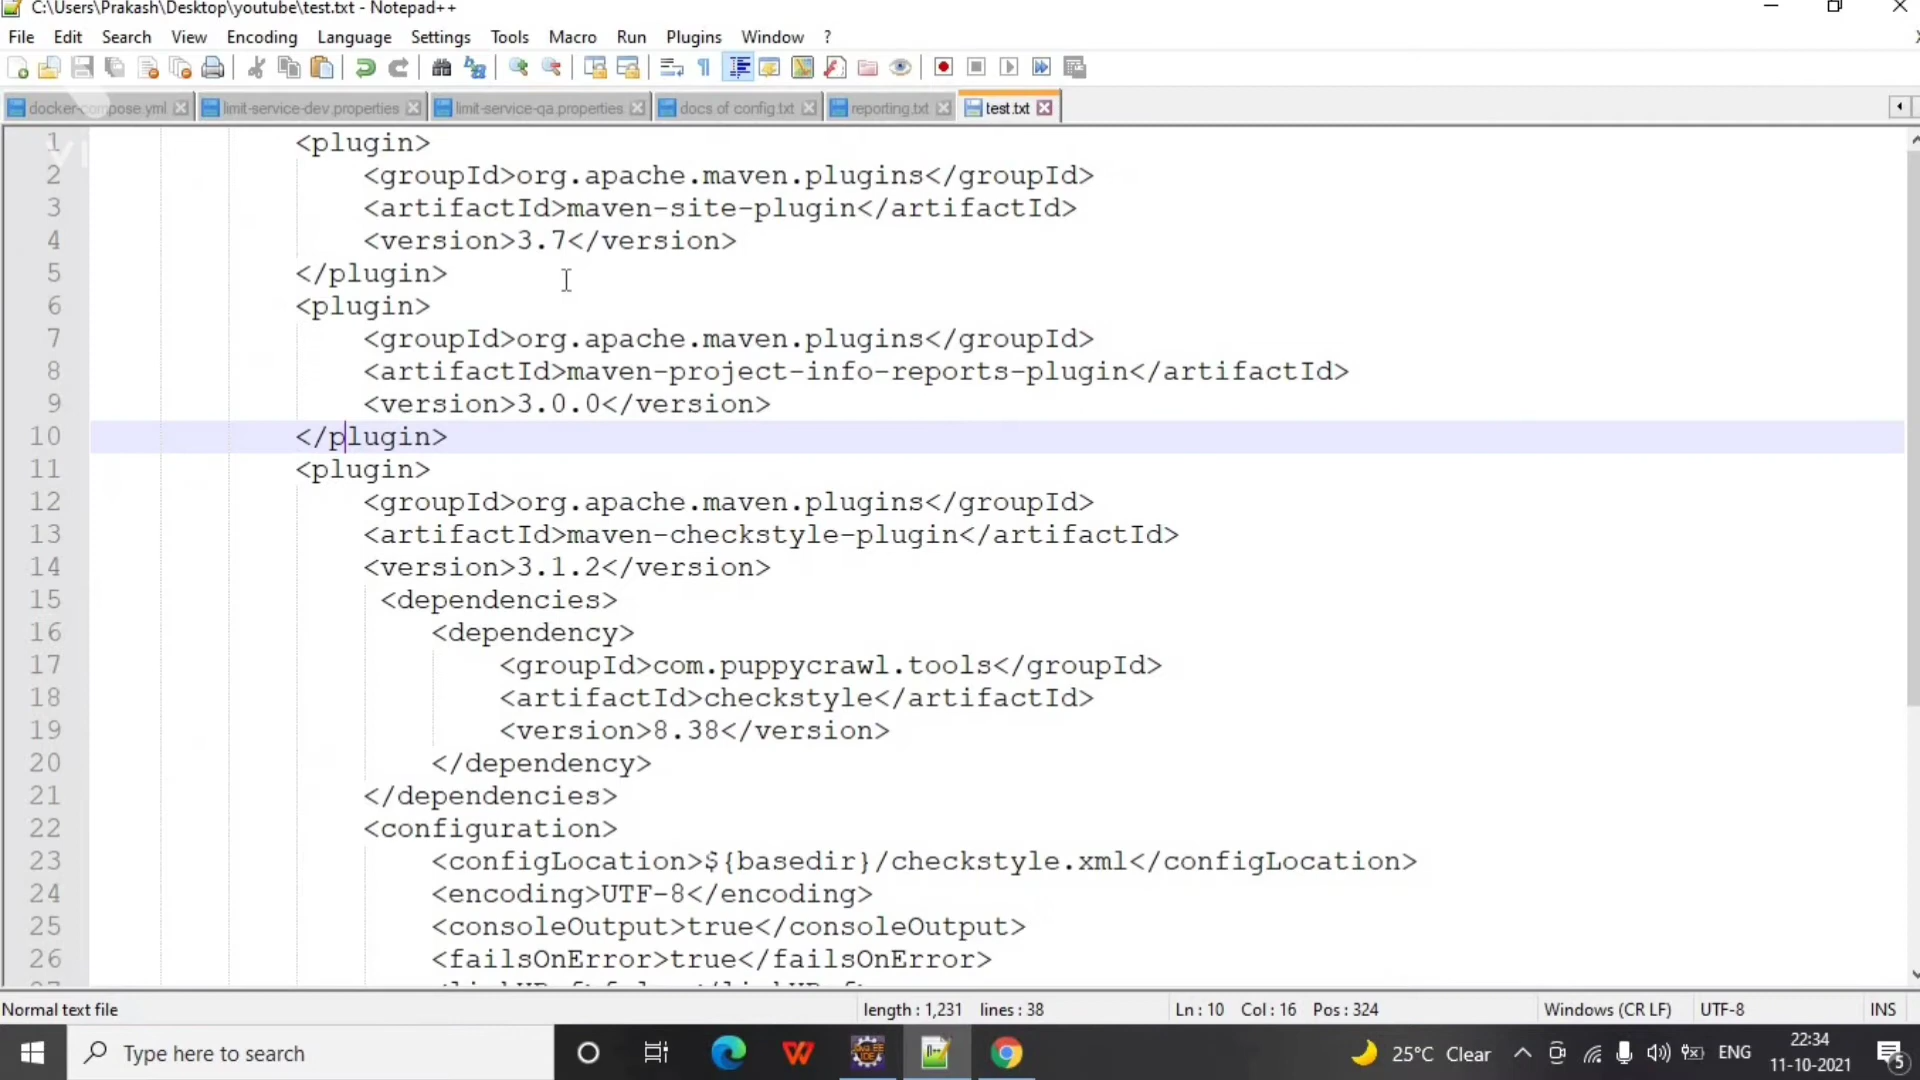 C:\Users\Prakash\Desktop\youtube\test.txt - Notepad++
File Edit Search View Encoding Language Settings Tools Macro Run Plugins Window ?
docker-compose.yml limit-service-dev.properties limit-service-qa.properties docs of config.txt reporting.txt test.txt
1 <plugin>
2 <groupId>org.apache.maven.plugins</groupId>
3 <artifactId>maven-site-plugin</artifactId>
4 <version>3.7</version>
5 </plugin>
6 <plugin>
7 <groupId>org.apache.maven.plugins</groupId>
8 <artifactId>maven-project-info-reports-plugin</artifactId>
9 <version>3.0.0</version>
10 </plugin>
11 <plugin>
12 <groupId>org.apache.maven.plugins</groupId>
13 <artifactId>maven-checkstyle-plugin</artifactId>
14 <version>3.1.2</version>
15 <dependencies>
16 <dependency>
17 <groupId>com.puppycrawl.tools</groupId>
18 <artifactId>checkstyle</artifactId>
19 <version>8.38</version>
20 </dependency>
21 </dependencies>
22 <configuration>
23 <configLocation>${basedir}/checkstyle.xml</configLocation>
24 <encoding>UTF-8</encoding>
25 <consoleOutput>true</consoleOutput>
26 <failsOnError>true</failsOnError>
Normal text file length : 1,231 lines : 38 Ln : 10 Col : 16 Pos : 324 Windows (CR LF) UTF-8 INS
Type here to search 25°C Clear ENG 22:34
11-10-2021 5